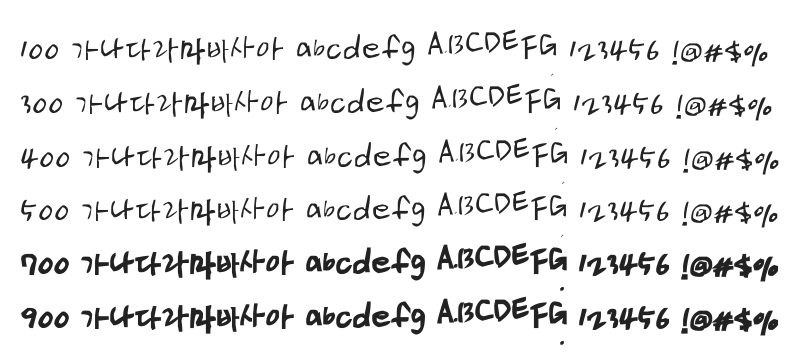 100 가나다라마바사아 abcdefg ABCDEFG 123456 !@#$%
300 가나다라마바사아 abcdefg ABCDEFG 123456 !@#$%
400 가나다라마바사아 abcdefg ABCDEFG 123456 !@#$%
500 가나다라마바사아 abcdefg ABCDEFG 123456 !@#$%
700 가나다라마바사아 abcdefg ABCDEFG 123456 !@#$%
900 가나다라마바사아 abcdefg ABCDEFG 123456 !@#$%